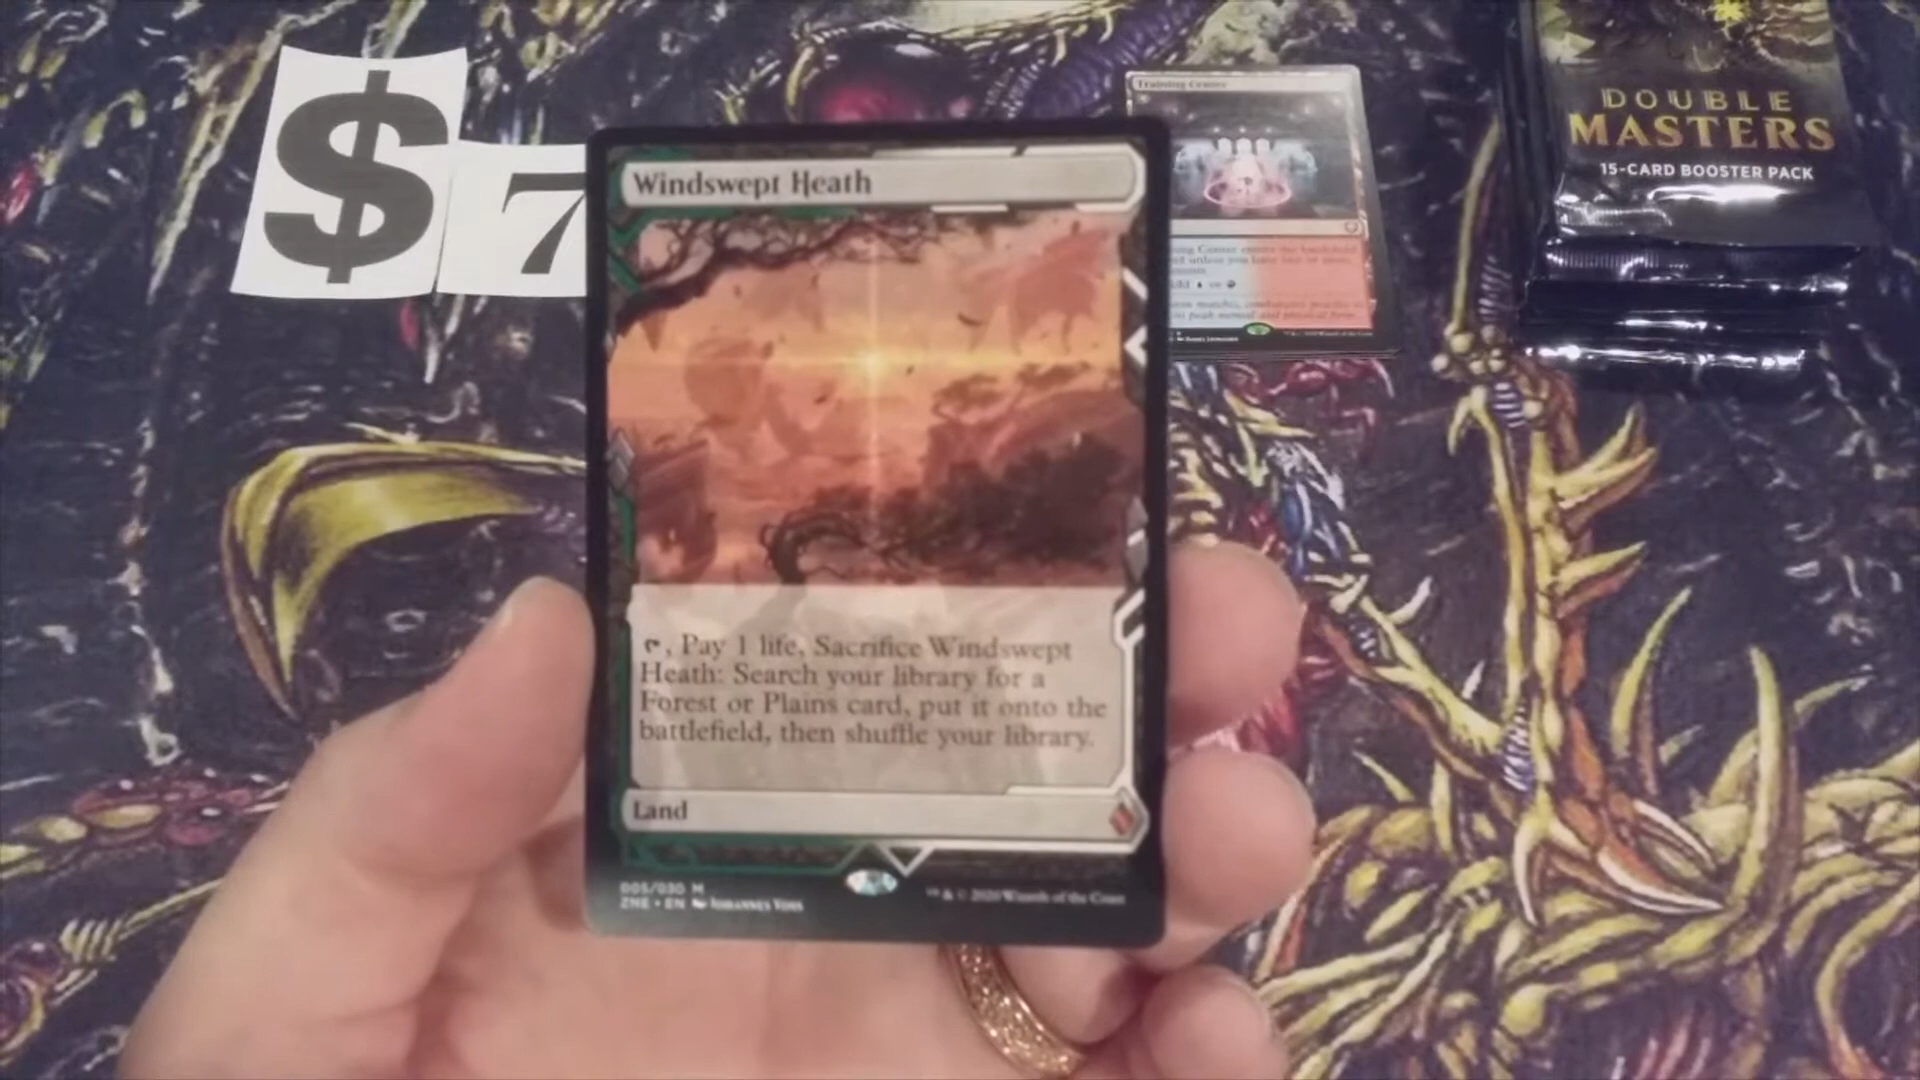 $7
Windswept Heath
, Pay 1 life, Sacrifice Windswept
Heath: Search your library for a
Forest or Plains card, put it onto the
battlefield, then shuffle your library.
Land
005/030 M
ZNE • EN Johannes Voss
™ & © 2020 Wizards of the Coast
Training Center
DOUBLE
MASTERS
15-CARD BOOSTER PACK